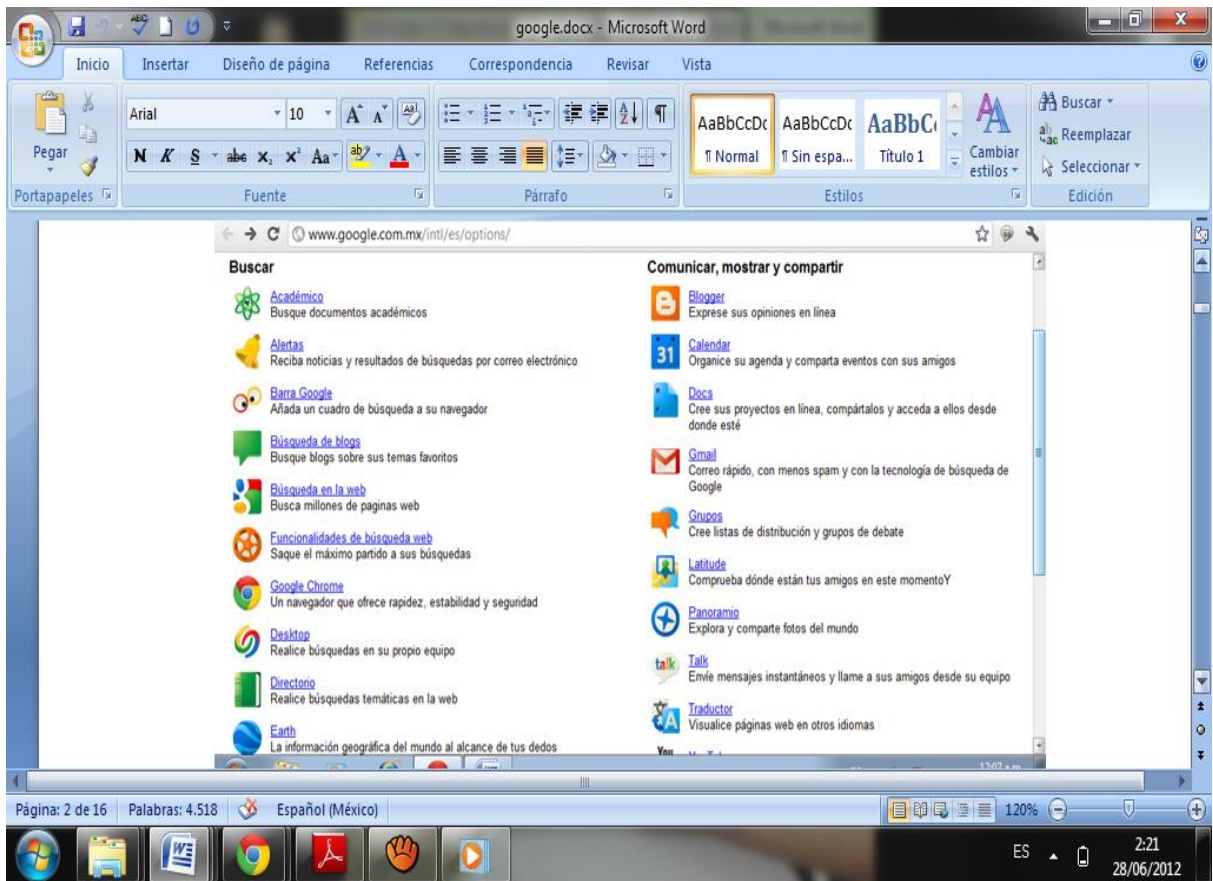 google.docx - Microsoft Word
Inicio Insertar Diseño de página Referencias Correspondencia Revisar Vista
Pegar
Portapapeles
Arial 10
N K S abc x₂ x² Aa
Fuente
Párrafo
AaBbCcDc AaBbCcDc AaBbC
¶ Normal ¶ Sin espa... Título 1
Cambiar estilos
Estilos
Buscar
Reemplazar
Seleccionar
Edición
www.google.com.mx/intl/es/options/
Buscar
Académico
Busque documentos académicos
Alertas
Reciba noticias y resultados de búsquedas por correo electrónico
Barra Google
Añada un cuadro de búsqueda a su navegador
Búsqueda de blogs
Busque blogs sobre sus temas favoritos
Búsqueda en la web
Busca millones de paginas web
Funcionalidades de búsqueda web
Saque el máximo partido a sus búsquedas
Google Chrome
Un navegador que ofrece rapidez, estabilidad y seguridad
Desktop
Realice búsquedas en su propio equipo
Directorio
Realice búsquedas temáticas en la web
Earth
La información geográfica del mundo al alcance de tus dedos
Comunicar, mostrar y compartir
Blogger
Exprese sus opiniones en línea
31
Calendar
Organice su agenda y comparta eventos con sus amigos
Docs
Cree sus proyectos en línea, compártalos y acceda a ellos desde
donde esté
Gmail
Correo rápido, con menos spam y con la tecnología de búsqueda de
Google
Grupos
Cree listas de distribución y grupos de debate
Latitude
Comprueba dónde están tus amigos en este momentoY
Panoramio
Explora y comparte fotos del mundo
talk
Talk
Envíe mensajes instantáneos y llame a sus amigos desde su equipo
Traductor
Visualice páginas web en otros idiomas
You
Página: 2 de 16 Palabras: 4.518 Español (México) 120%
ES 2:21
28/06/2012